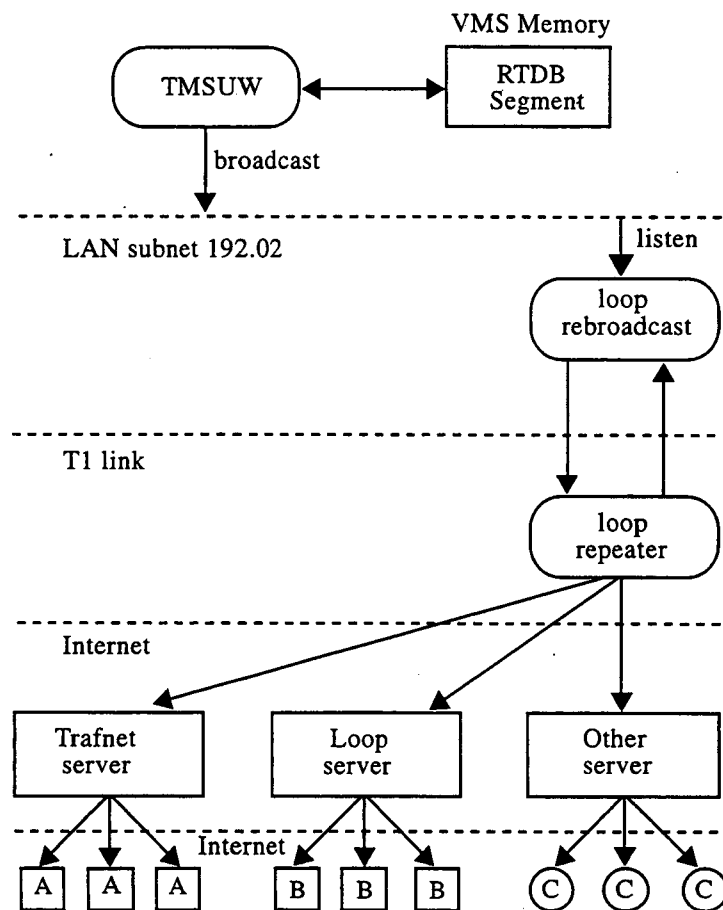 VMS Memory
TMSUW
RTDB
Segment
broadcast
LAN subnet 192.02
listen
loop
rebroadcast
T1 link
loop
repeater
Internet
Trafnet
server
Loop
server
Other
server
Internet
A A A B B B C C C